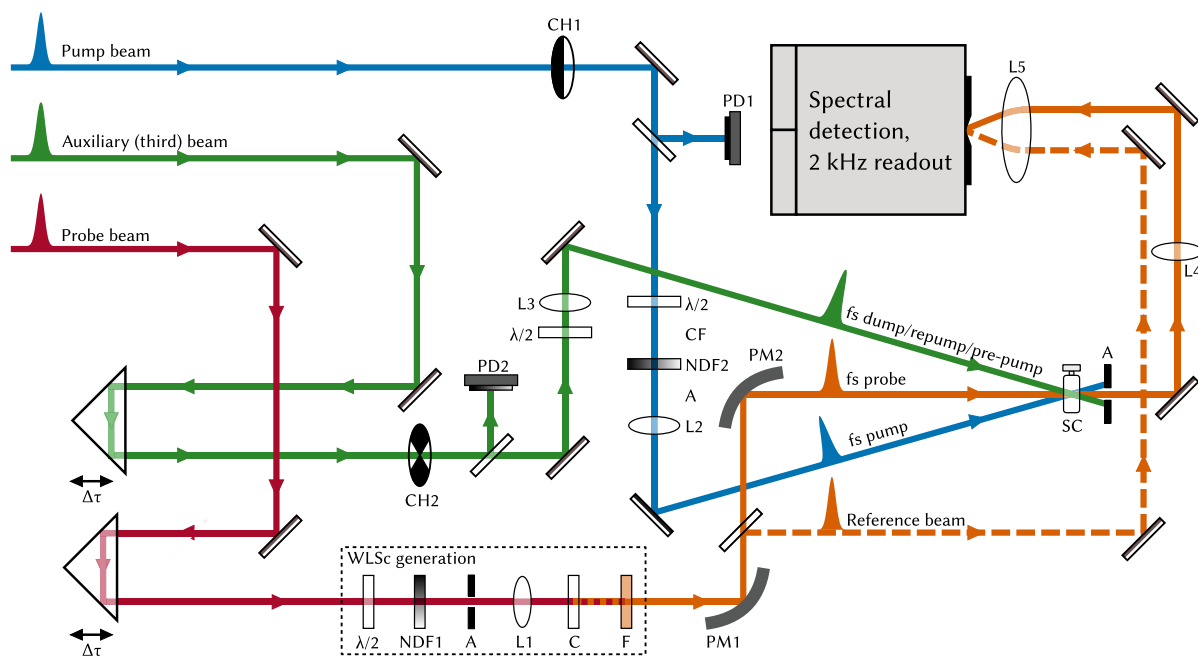 CH1
Pump beam
L5
PD1
Spectral
detection,
2 kHz readout
Auxiliary (third) beam
Probe beam
L4
L3
λ/2
λ/2
fs dump/repump/pre-pump
CF
PM2
PD2
NDF2
A
fs probe
A
L2
SC
fs pump
Δτ
CH2
Reference beam
WLSc generation
Δτ
λ/2
NDF1
A
L1
C
F
PM1